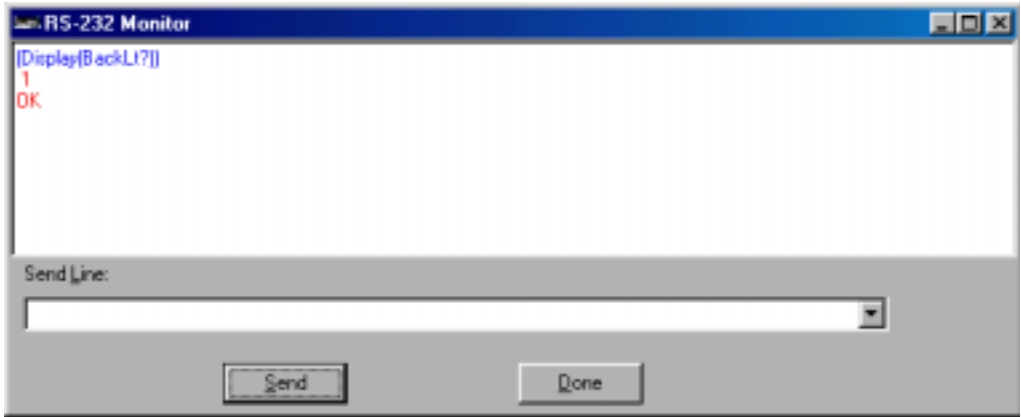 RS-232 Monitor
(Display(BackLt?))
1
OK
Send Line:
Send
Done